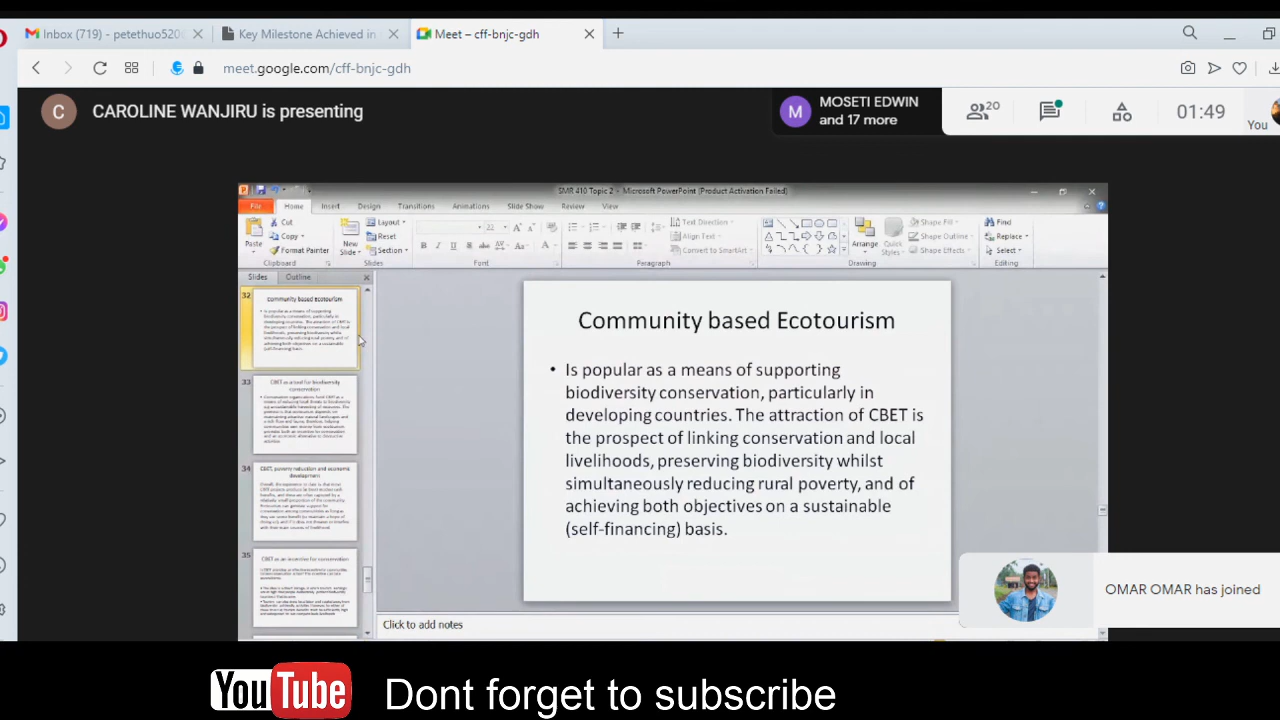 Inbox (719) - petethuo520
Key Milestone Achieved in
Meet – cff-bnjc-gdh
meet.google.com/cff-bnjc-gdh
C
CAROLINE WANJIRU is presenting
M
MOSETI EDWIN
and 17 more
20
01:49
You
SMR 410 Topic 2 - Microsoft PowerPoint (Product Activation Failed)
File Home Insert Design Transitions Animations Slide Show Review View
Paste
Cut
Copy
Format Painter
Clipboard
New
Slide
Layout
Reset
Section
Slides
Font
Text Direction
Align Text
Convert to SmartArt
Paragraph
Arrange
Quick
Styles
Shape Fill
Shape Outline
Shape Effects
Drawing
Find
Replace
Select
Editing
Slides Outline
32
Community based Ecotourism
33
CBET as a tool for biodiversity
conservation
34
CBET, poverty reduction and economic
development
35
CBET as an incentive for conservation
Community based Ecotourism
• Is popular as a means of supporting
biodiversity conservation, particularly in
developing countries. The attraction of CBET is
the prospect of linking conservation and local
livelihoods, preserving biodiversity whilst
simultaneously reducing rural poverty, and of
achieving both objectives on a sustainable
(self-financing) basis.
Click to add notes
OMAR OMAR has joined
YouTube
Dont forget to subscribe